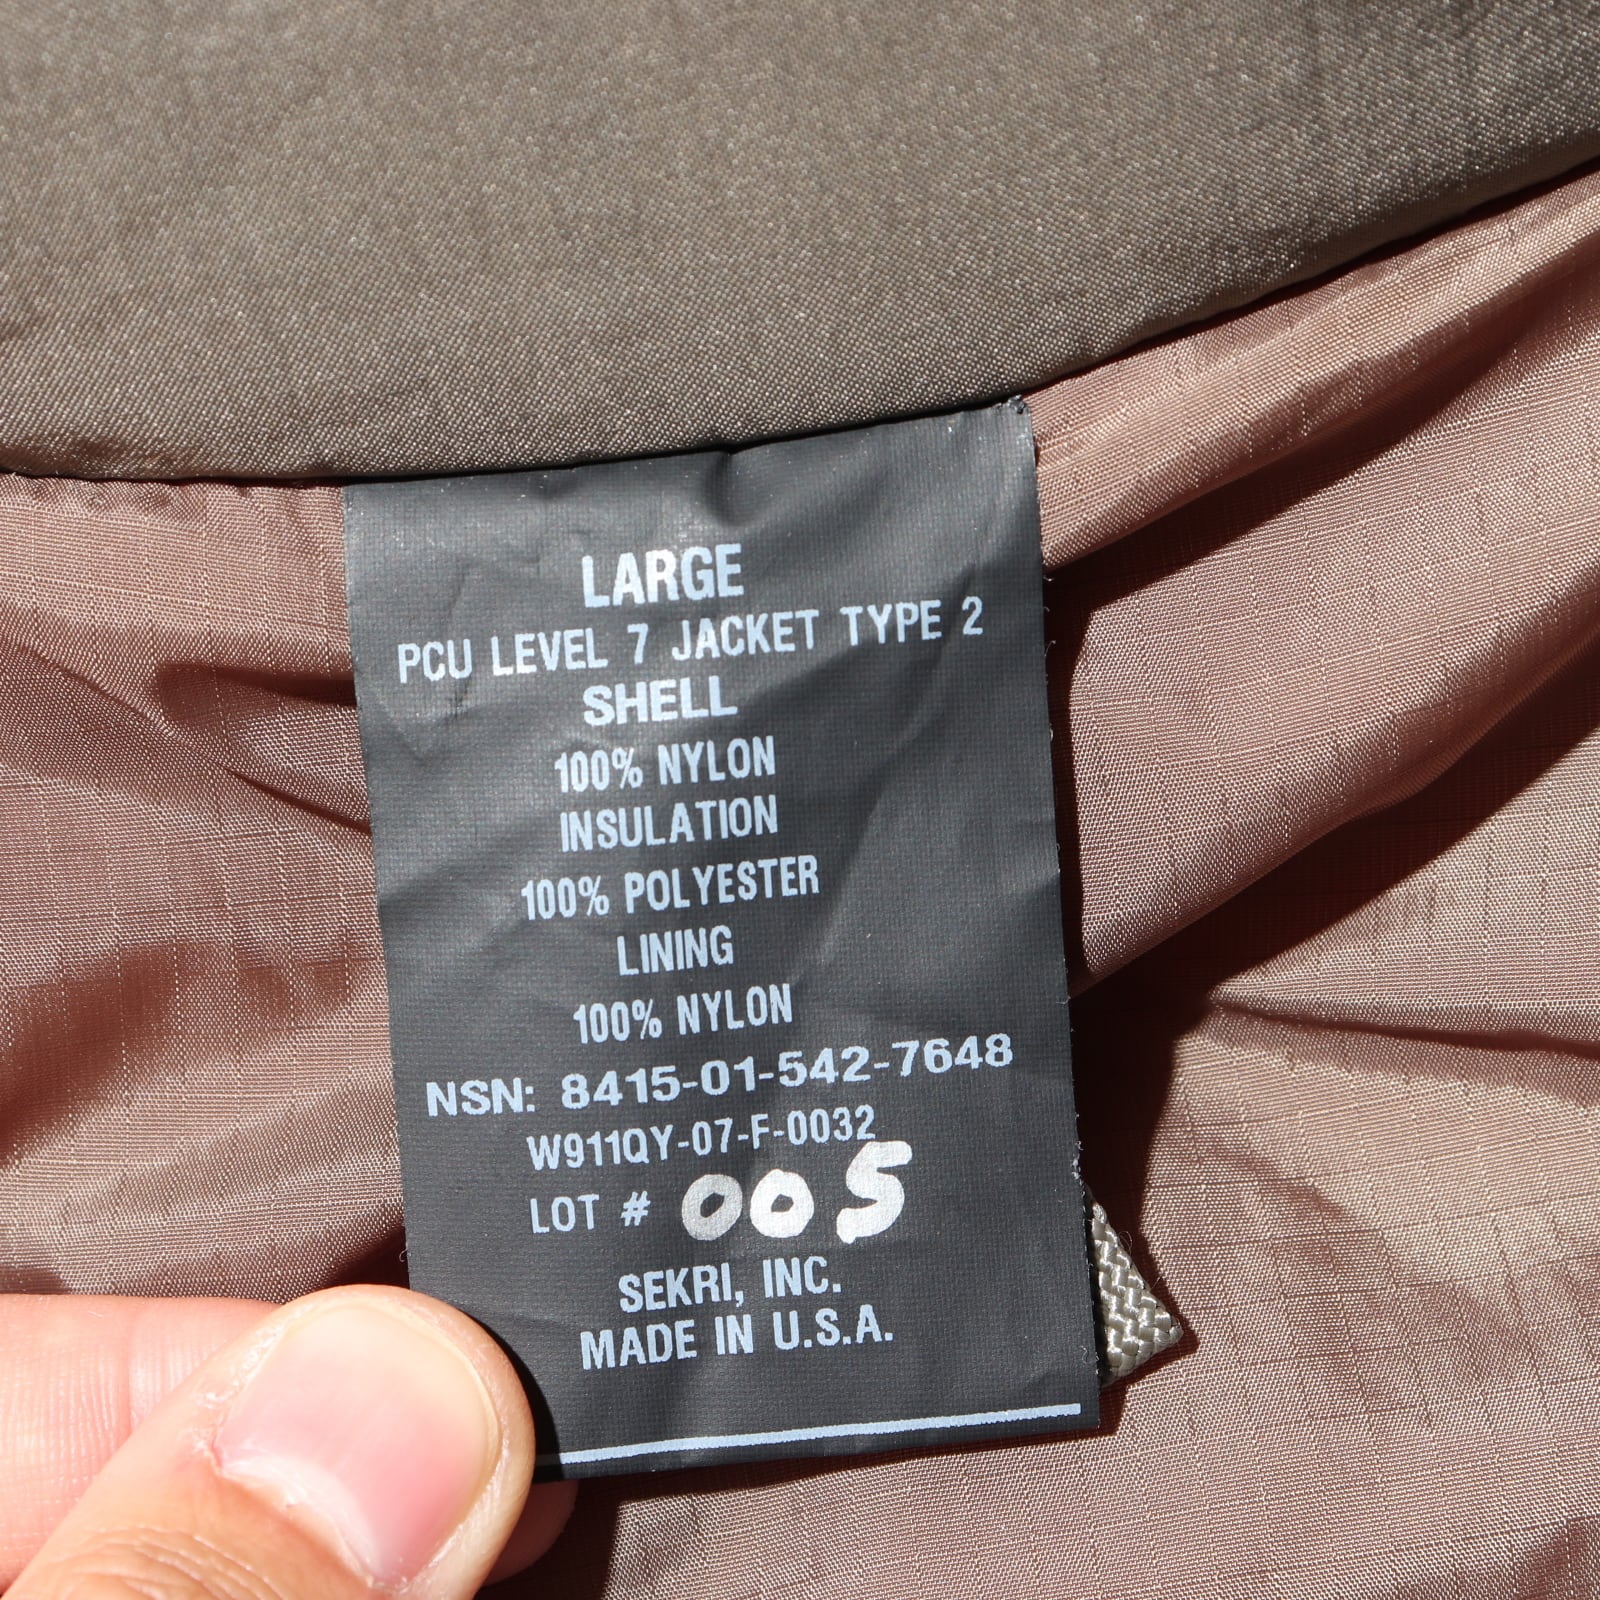 LARGE
PCU LEVEL 7 JACKET TYPE 2
SHELL
100% NYLON
INSULATION
100% POLYESTER
LINING
100% NYLON
NSN: 8415-01-542-7648
W911QY-07-F-0032
LOT # 005
SEKRI, INC.
MADE IN U.S.A.